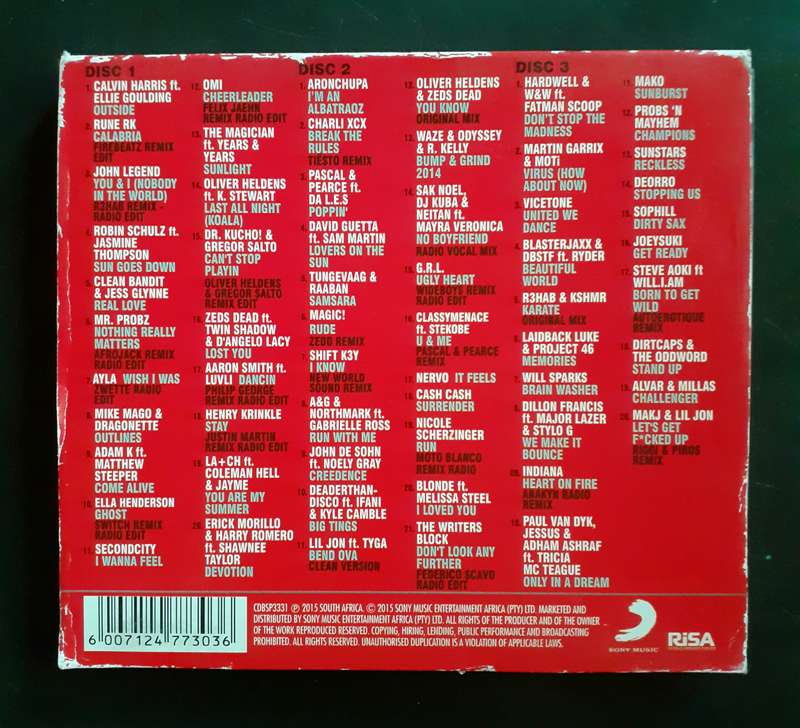 DISC 1
1. CALVIN HARRIS ft.
ELLIE GOULDING
OUTSIDE
2. RUNE RK
CALABRIA
FIREBEATZ REMIX
EDIT
3. JOHN LEGEND
YOU & I (NOBODY
IN THE WORLD)
R3HAB REMIX -
RADIO EDIT
4. ROBIN SCHULZ ft.
JASMINE
THOMPSON
SUN GOES DOWN
5. CLEAN BANDIT
& JESS GLYNNE
REAL LOVE
6. MR. PROBZ
NOTHING REALLY
MATTERS
AFROJACK REMIX
RADIO EDIT
7. AYLA WISH I WAS
ZWETTE RADIO
EDIT
8. MIKE MAGO &
DRAGONETTE
OUTLINES
9. ADAM K ft.
MATTHEW
STEEPER
COME ALIVE
10. ELLA HENDERSON
GHOST
SWITCH REMIX
RADIO EDIT
11. SECONDCITY
I WANNA FEEL
12. OMI
CHEERLEADER
FELIX JAEHN
REMIX RADIO EDIT
13. THE MAGICIAN
ft. YEARS &
YEARS
SUNLIGHT
14. OLIVER HELDENS
ft. K. STEWART
LAST ALL NIGHT
(KOALA)
15. DR. KUCHO! &
GREGOR SALTO
CAN'T STOP
PLAYIN
OLIVER HELDENS
& GREGOR SALTO
REMIX EDIT
16. ZEDS DEAD ft.
TWIN SHADOW
& D'ANGELO LACY
LOST YOU
17. AARON SMITH ft.
LUVLI DANCIN
PHILIP GEORGE
REMIX RADIO EDIT
18. HENRY KRINKLE
STAY
JUSTIN MARTIN
REMIX RADIO EDIT
19. LA+CH ft.
COLEMAN HELL
& JAYME
YOU ARE MY
SUMMER
20. ERICK MORILLO
& HARRY ROMERO
ft. SHAWNEE
TAYLOR
DEVOTION
DISC 2
1. ARONCHUPA
I'M AN
ALBATRAOZ
2. CHARLI XCX
BREAK THE
RULES
TIËSTO REMIX
3. PASCAL &
PEARCE ft.
DA L.E.S
POPPIN'
4. DAVID GUETTA
ft. SAM MARTIN
LOVERS ON THE
SUN
5. TUNGEVAAG &
RAABAN
SAMSARA
6. MAGIC!
RUDE
ZEDD REMIX
7. SHIFT K3Y
I KNOW
NEW WORLD
SOUND REMIX
8. A&G &
NORTHMARK ft.
GABRIELLE ROSS
RUN WITH ME
9. JOHN DE SOHN
ft. NOELY GRAY
CREEDENCE
10. DEADERTHAN-
DISCO ft. IFANI
& KYLE CAMBLE
BIG TINGS
11. LIL JON ft. TYGA
BEND OVA
CLEAN VERSION
12. OLIVER HELDENS
& ZEDS DEAD
YOU KNOW
ORIGINAL MIX
13. WAZE & ODYSSEY
& R. KELLY
BUMP & GRIND
2014
14. SAK NOEL,
DJ KUBA &
NEITAN ft.
MAYRA VERONICA
NO BOYFRIEND
RADIO VOCAL MIX
15. G.R.L.
UGLY HEART
WIDEBOYS REMIX
RADIO EDIT
16. CLASSYMENACE
ft. STEKOBE
U & ME
PASCAL & PEARCE
REMIX
17. NERVO IT FEELS
18. CASH CASH
SURRENDER
19. NICOLE
SCHERZINGER
RUN
MOTO BLANCO
REMIX RADIO
20. BLONDE ft.
MELISSA STEEL
I LOVED YOU
21. THE WRITERS
BLOCK
DON'T LOOK ANY
FURTHER
FEDERICO SCAVO
RADIO EDIT
DISC 3
1. HARDWELL &
W&W ft.
FATMAN SCOOP
DON'T STOP THE
MADNESS
2. MARTIN GARRIX
& MOTi
VIRUS (HOW
ABOUT NOW)
3. VICETONE
UNITED WE
DANCE
4. BLASTERJAXX &
DBSTF ft. RYDER
BEAUTIFUL
WORLD
5. R3HAB & KSHMR
KARATE
ORIGINAL MIX
6. LAIDBACK LUKE
& PROJECT 46
MEMORIES
7. WILL SPARKS
BRAIN WASHER
8. DILLON FRANCIS
ft. MAJOR LAZER
& STYLO G
WE MAKE IT
BOUNCE
09. INDIANA
HEART ON FIRE
ANAKYN RADIO
REMIX
10. PAUL VAN DYK,
JESSUS &
ADHAM ASHRAF
ft. TRICIA
MC TEAGUE
ONLY IN A DREAM
11. MAKO
SUNBURST
12. PROBS 'N
MAYHEM
CHAMPIONS
13. SUNSTARS
RECKLESS
14. DEORRO
STOPPING US
15. SOPHILL
DIRTY SAX
16. JOEYSUKI
GET READY
17. STEVE AOKI ft
WILL.I.AM
BORN TO GET
WILD
AUTOEROTIQUE
REMIX
18. DIRTCAPS &
THE ODDWORD
STAND UP
19. ALVAR & MILLAS
CHALLENGER
20. MAKJ & LIL JON
LET'S GET
F*CKED UP
RIGGI & PIROS
REMIX
6 007124 773036
CDBSP3331 ℗ 2015 SOUTH AFRICA. © 2015 SONY MUSIC ENTERTAINMENT AFRICA (PTY) LTD. MARKETED AND
DISTRIBUTED BY SONY MUSIC ENTERTAINMENT AFRICA (PTY) LTD. ALL RIGHTS OF THE PRODUCER AND OF THE OWNER
OF THE WORK REPRODUCED RESERVED. COPYING, HIRING, LENDING, PUBLIC PERFORMANCE AND BROADCASTING
PROHIBITED. ALL RIGHTS RESERVED. UNAUTHORISED DUPLICATION IS A VIOLATION OF APPLICABLE LAWS.
SONY MUSIC
RiSA